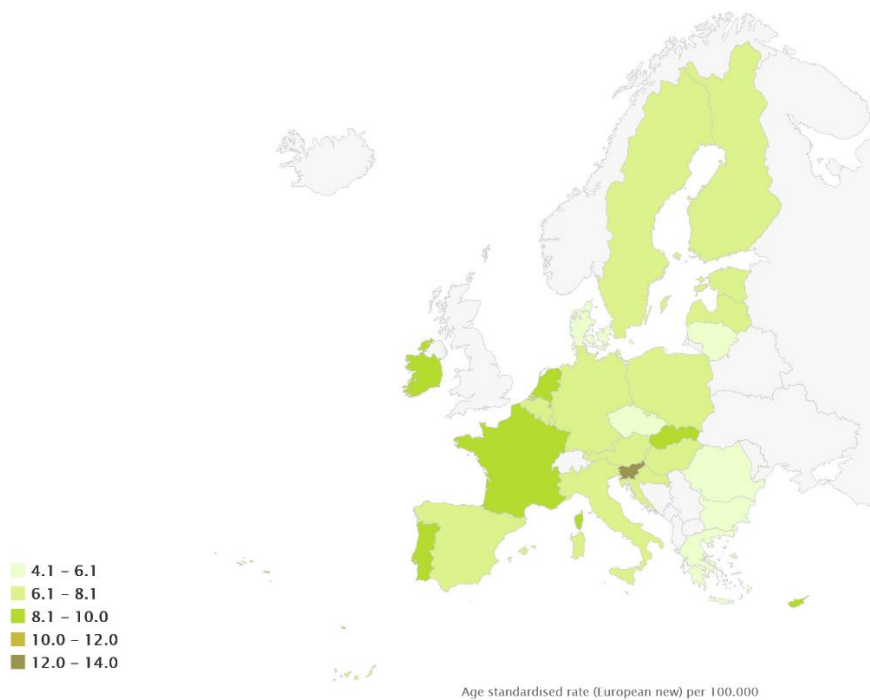 4.1 – 6.1
6.1 – 8.1
8.1 – 10.0
10.0 – 12.0
12.0 – 14.0
Age standardised rate (European new) per 100.000